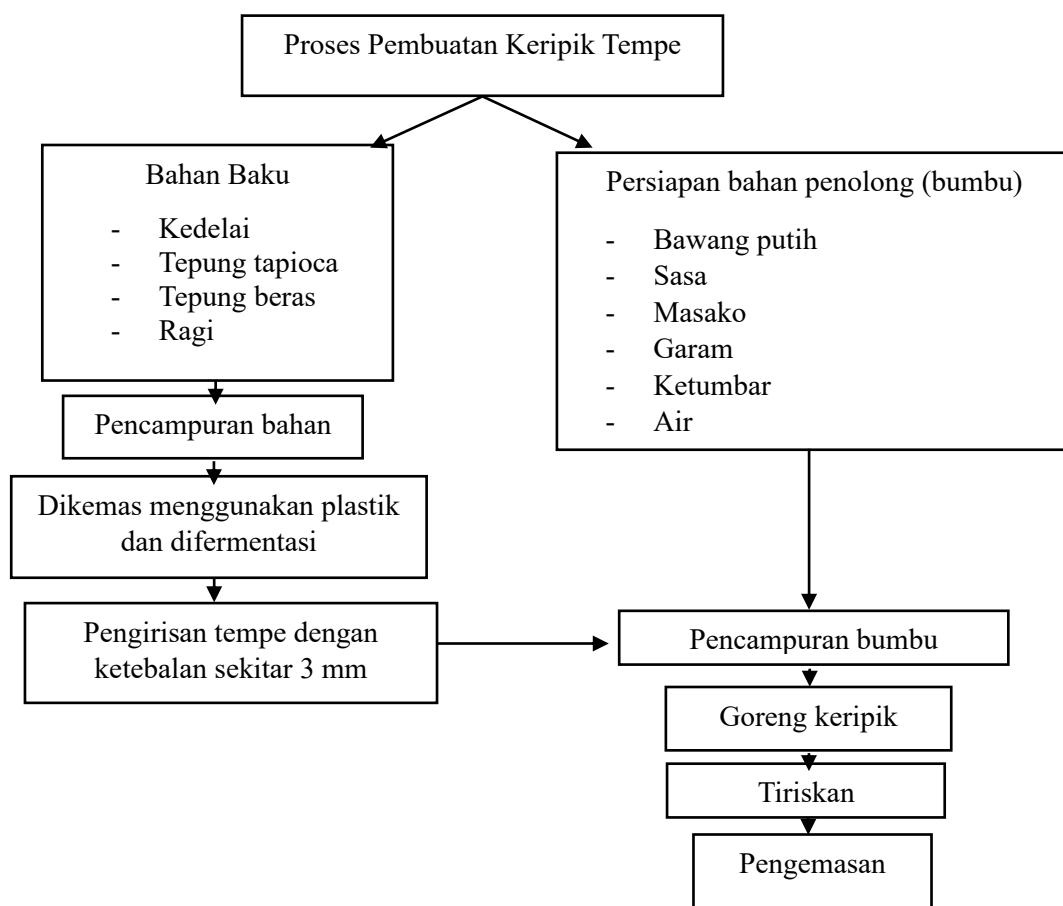 Proses Pembuatan Keripik Tempe
Bahan Baku
- Kedelai
- Tepung tapioca
- Tepung beras
- Ragi
Pencampuran bahan
Dikemas menggunakan plastik
dan difermentasi
Pengirisan tempe dengan
ketebalan sekitar 3 mm
Persiapan bahan penolong (bumbu)
- Bawang putih
- Sasa
- Masako
- Garam
- Ketumbar
- Air
Pencampuran bumbu
Goreng keripik
Tiriskan
Pengemasan